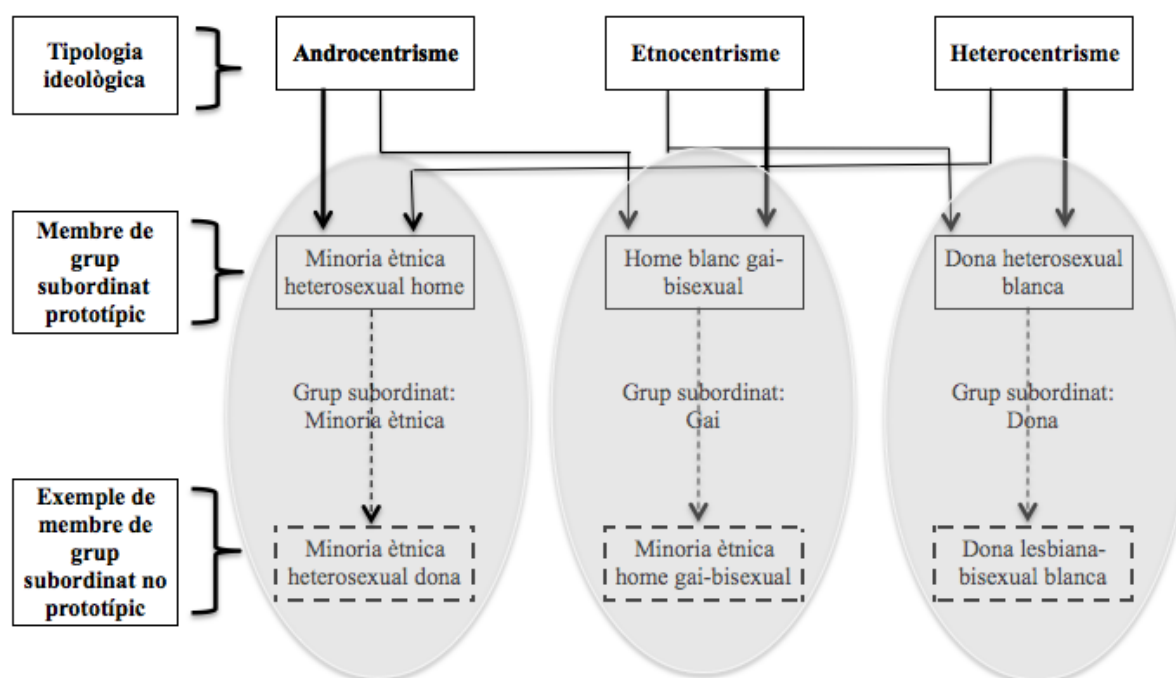 Tipologia
ideològica
Androcentrisme
Etnocentrisme
Heterocentrisme
Membre de
grup
subordinat
prototípic
Minoria ètnica
heterosexual home
Home blanc gai-
bisexual
Dona heterosexual
blanca
Grup subordinat:
Minoria ètnica
Grup subordinat:
Gai
Grup subordinat:
Dona
Exemple de
membre de
grup
subordinat no
prototípic
Minoria ètnica
heterosexual dona
Minoria ètnica
home gai-bisexual
Dona lesbiana-
bisexual blanca